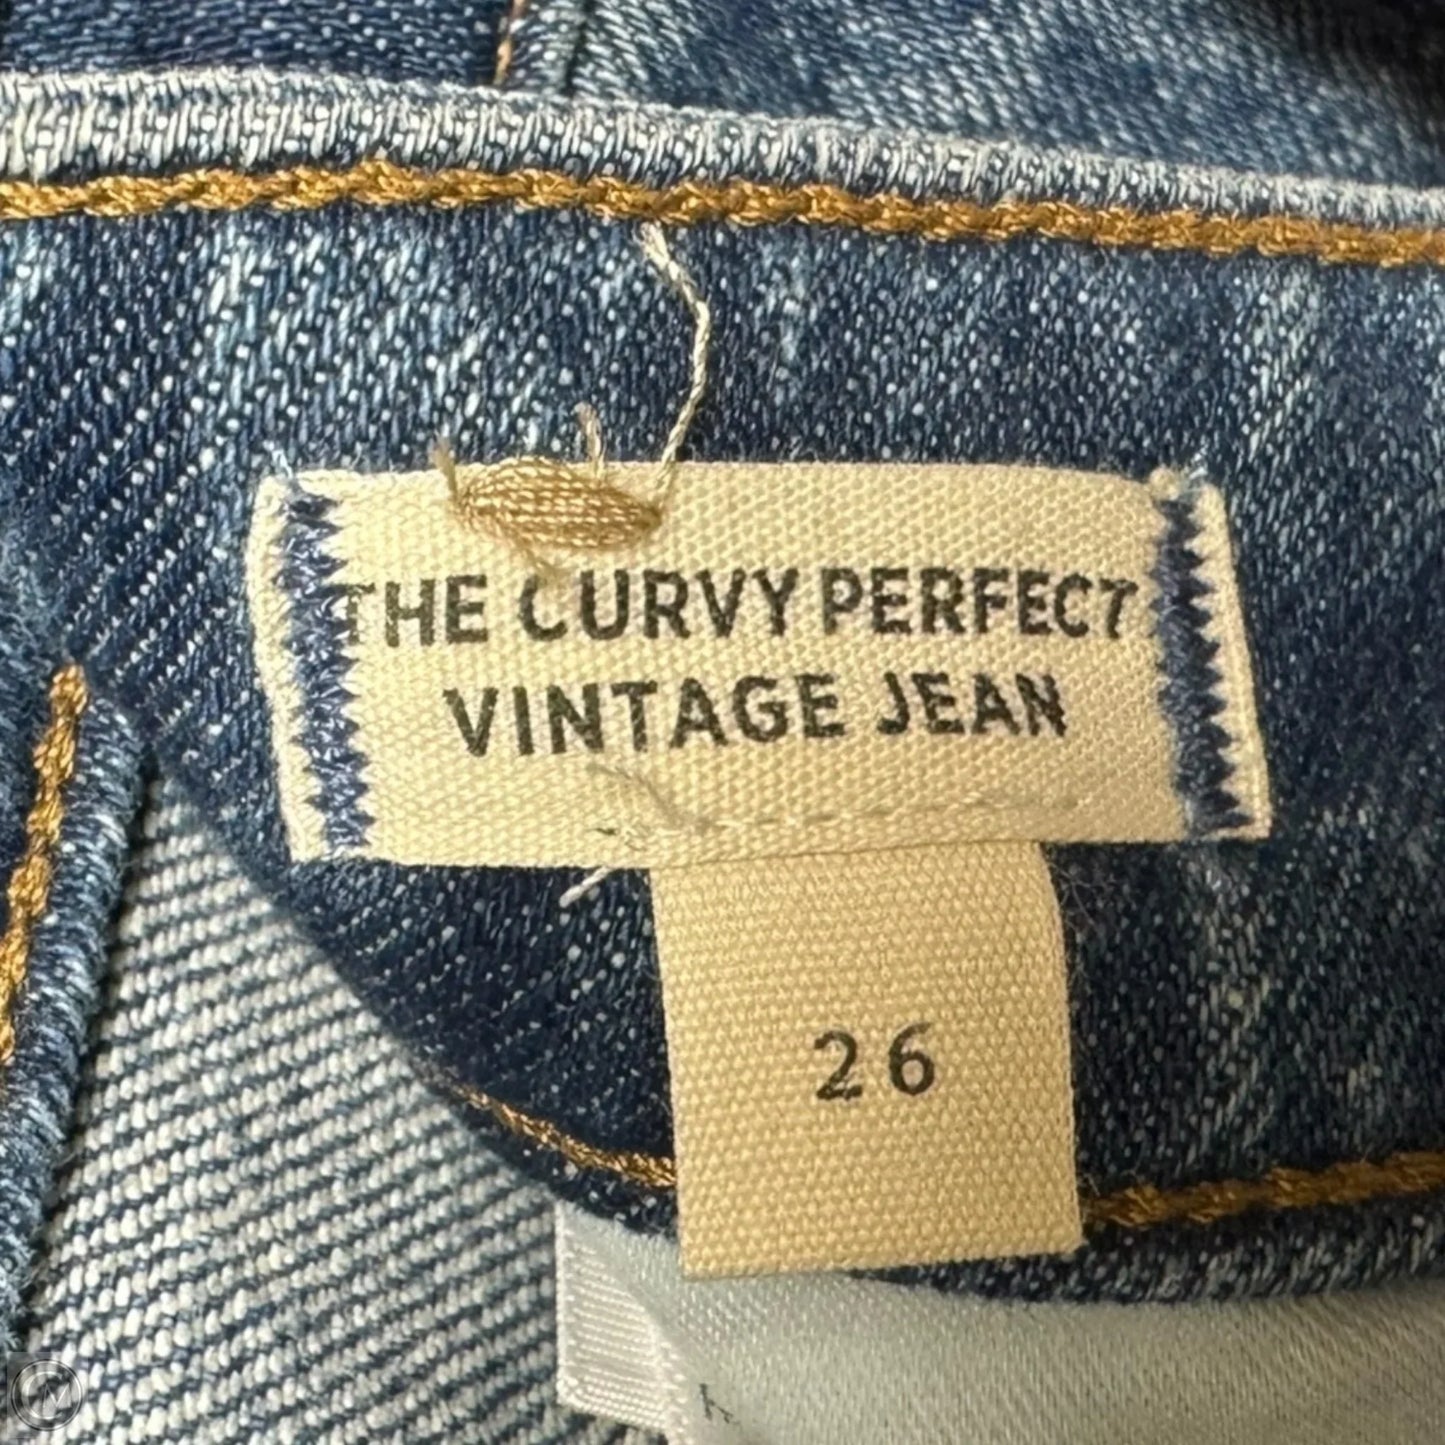 THE CURVY PERFECT
VINTAGE JEAN
26